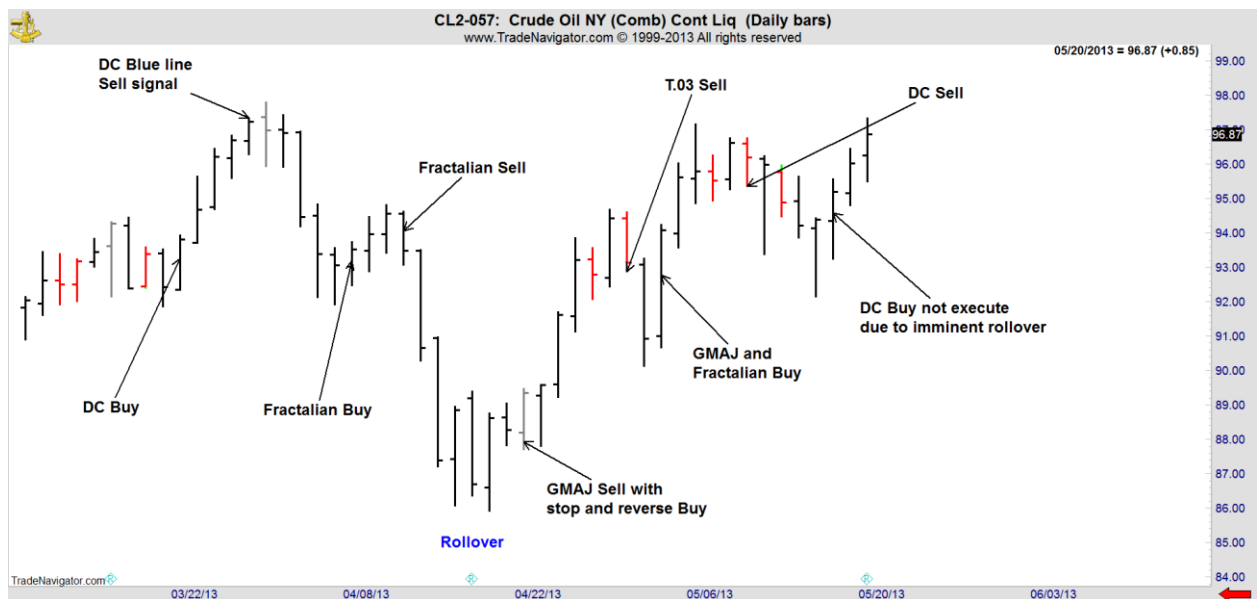 CL2-057: Crude Oil NY (Comb) Cont Liq (Daily bars)
www.TradeNavigator.com © 1999-2013 All rights reserved
05/20/2013 = 96.87 (+0.85)
DC Blue line
Sell signal
T.03 Sell
DC Sell
Fractalian Sell
DC Buy
Fractalian Buy
GMAJ and
Fractalian Buy
DC Buy not execute
due to imminent rollover
GMAJ Sell with
stop and reverse Buy
Rollover
99.00
98.00
96.87
96.00
95.00
94.00
93.00
92.00
91.00
90.00
89.00
88.00
87.00
86.00
85.00
84.00
TradeNavigator.com
R
R
R
03/22/13
04/08/13
04/22/13
05/06/13
05/20/13
06/03/13